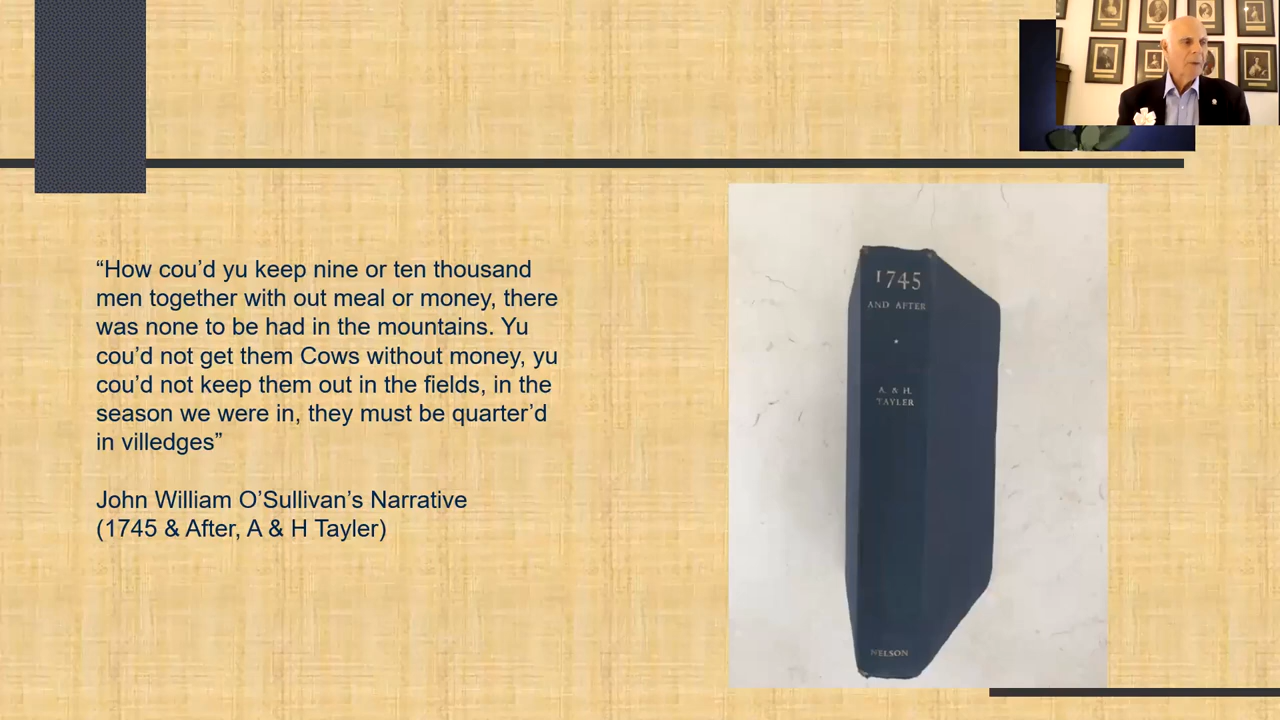 “How cou’d yu keep nine or ten thousand
men together with out meal or money, there
was none to be had in the mountains. Yu
cou’d not get them Cows without money, yu
cou’d not keep them out in the fields, in the
season we were in, they must be quarter’d
in villedges”
John William O’Sullivan’s Narrative
(1745 & After, A & H Tayler)
1745
AND AFTER
A. & H.
TAYLER
NELSON